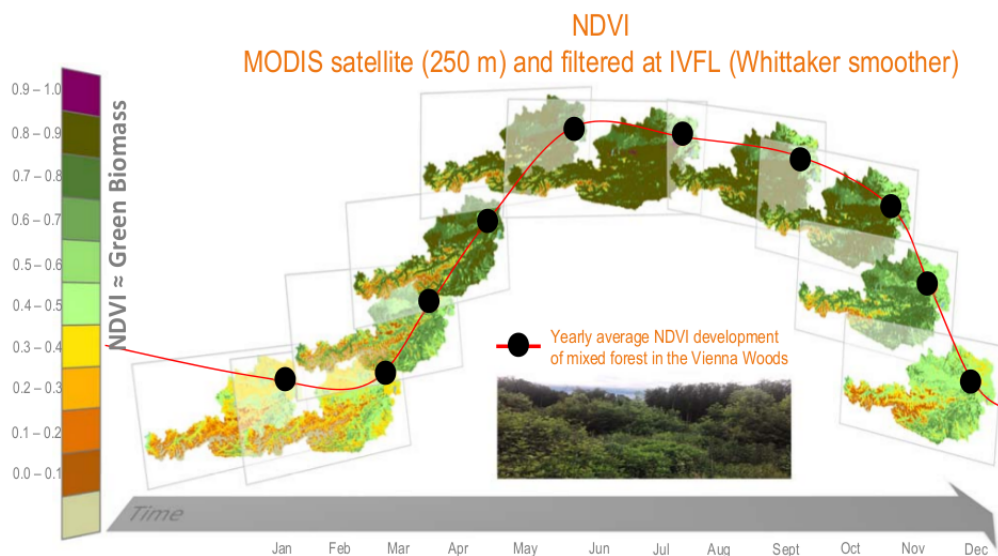 NDVI
MODIS satellite (250 m) and filtered at IVFL (Whittaker smoother)
0.9 – 1.0
0.8 – 0.9
0.7 – 0.8
0.6 – 0.7
0.5 – 0.6
0.4 – 0.5
0.3 – 0.4
0.2 – 0.3
0.1 – 0.2
0.0 – 0.1
NDVI ≈ Green Biomass
Yearly average NDVI development
of mixed forest in the Vienna Woods
Time
Jan Feb Mar Apr May Jun Jul Aug Sept Oct Nov Dec